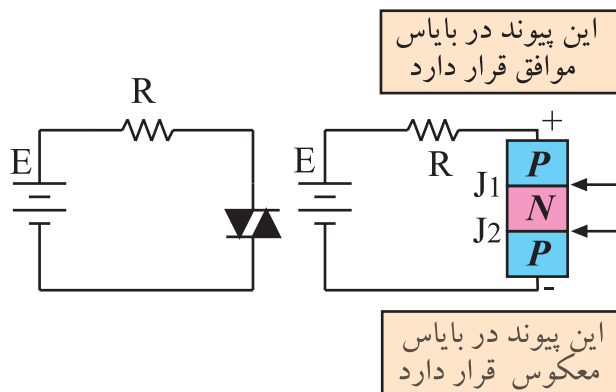 این پیوند در بایاس
موافق قرار دارد
R
E
E
R
+
P
J1
N
J2
P
-
این پیوند در بایاس
معکوس قرار دارد